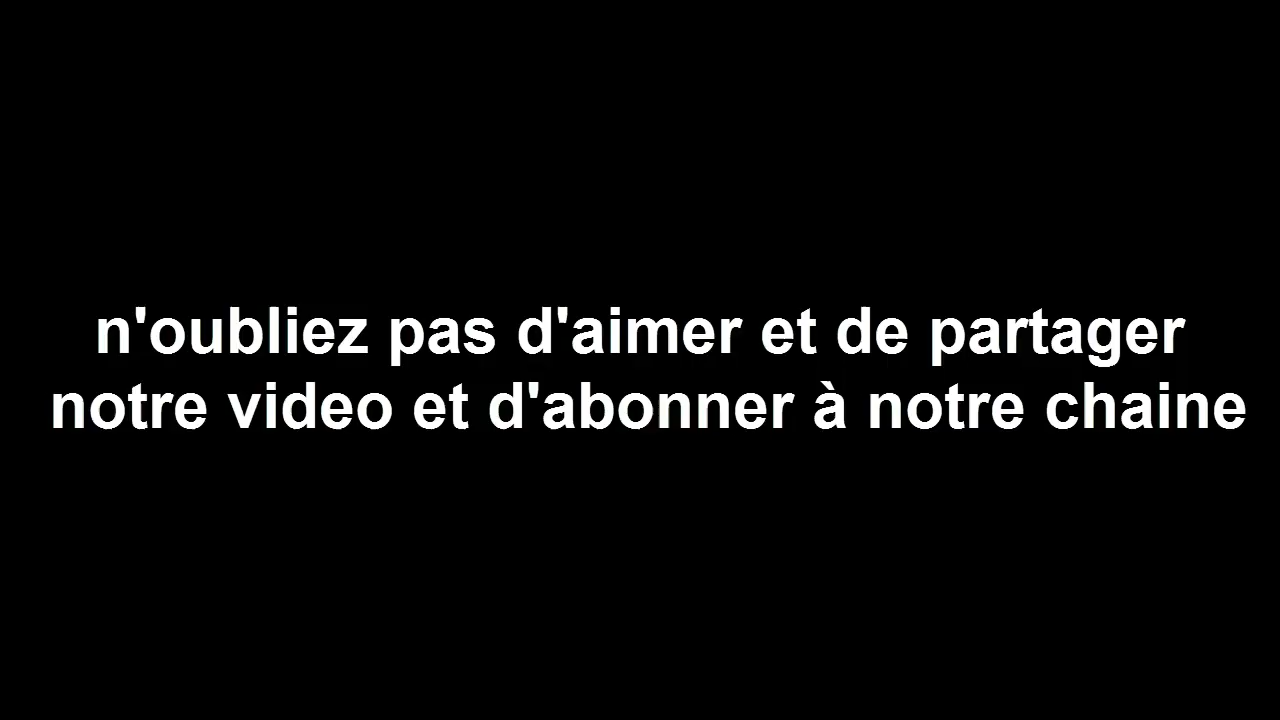 n'oubliez pas d'aimer et de partager
notre video et d'abonner à notre chaine